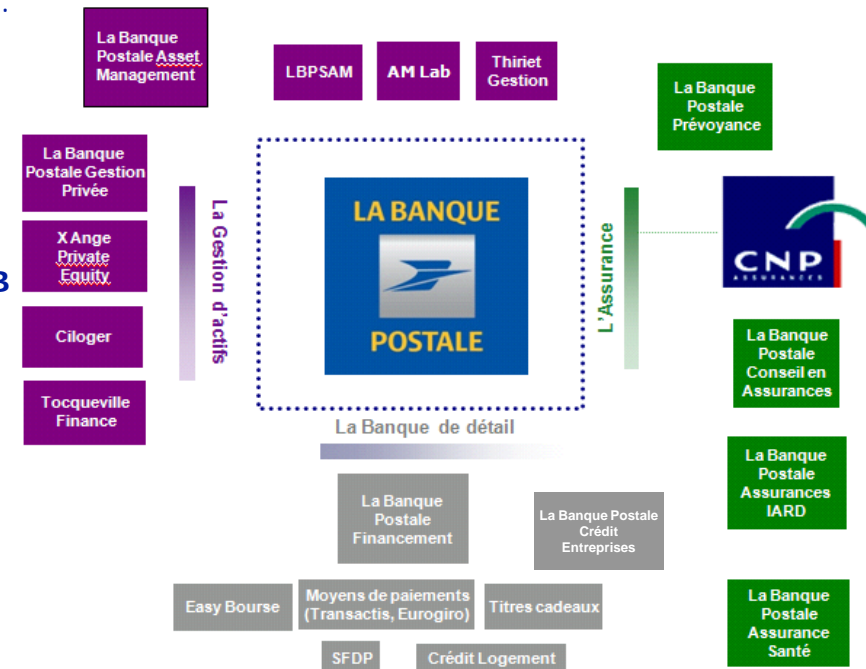 .
La Banque
Postale Asset
Management
LBPSAM
AM Lab
Thiriet
Gestion
La Banque
Postale
Prévoyance
La Banque
Postale Gestion
Privée
X Ange
Private
Equity
B
Ciloger
Tocqueville
Finance
La Gestion d'actifs
LA BANQUE
POSTALE
L'Assurance
CNP
ASSURANCES
La Banque
Postale
Conseil en
Assurances
La Banque
Postale
Assurances
IARD
La Banque
Postale
Assurance
Santé
La Banque de détail
La Banque
Postale
Financement
La Banque Postale
Crédit
Entreprises
Easy Bourse
Moyens de paiements
(Transactis, Eurogiro)
Titres cadeaux
SFDP
Crédit Logement